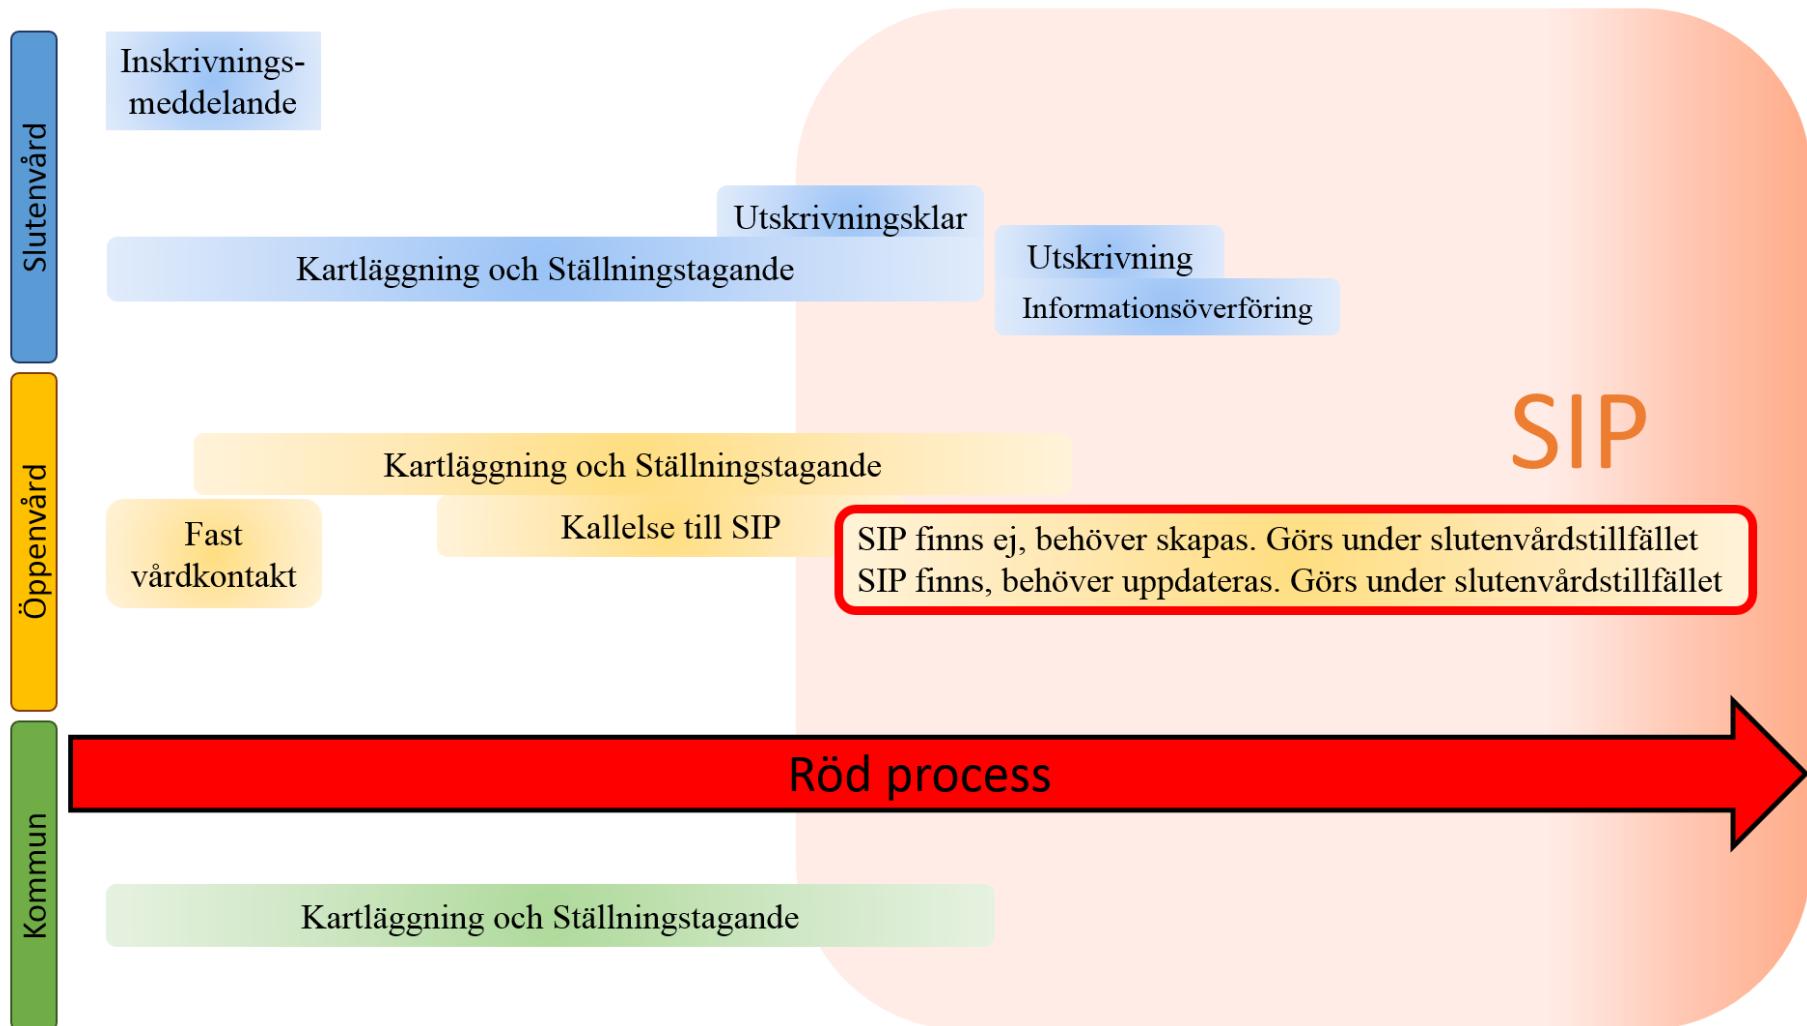 Slutenvård
Inskrivnings-
meddelande
Utskrivningsklar
Kartläggning och Ställningstagande
Utskrivning
Informationsöverföring
SIP
Öppenvård
Kartläggning och Ställningstagande
Fast
vårdkontakt
Kallelse till SIP
SIP finns ej, behöver skapas. Görs under slutenvårdstillfället
SIP finns, behöver uppdateras. Görs under slutenvårdstillfället
Röd process
Kommun
Kartläggning och Ställningstagande